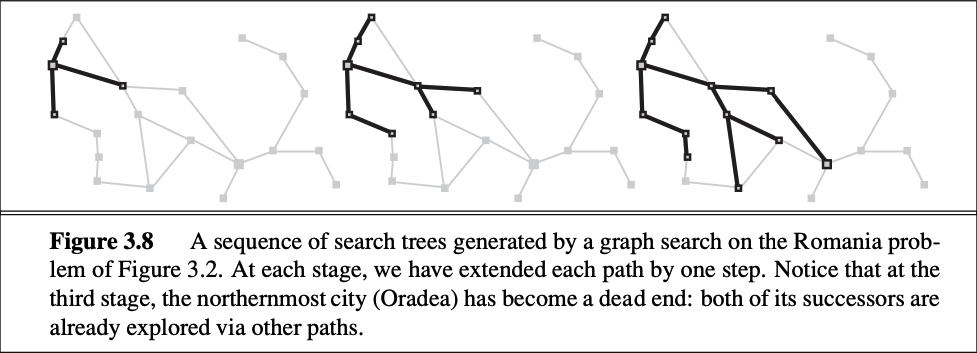 Figure 3.8 A sequence of search trees generated by a graph search on the Romania prob-
lem of Figure 3.2. At each stage, we have extended each path by one step. Notice that at the
third stage, the northernmost city (Oradea) has become a dead end: both of its successors are
already explored via other paths.